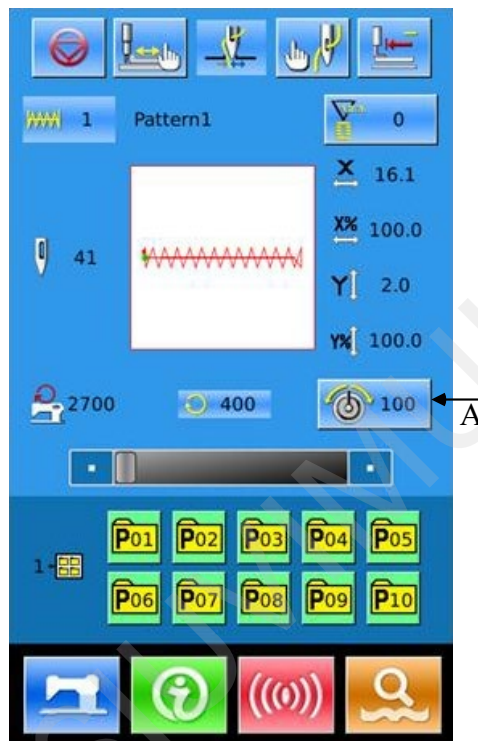 1 Pattern1 0
X 16.1
X% 100.0
41
Y 2.0
Y% 100.0
2700 400 100
A
P01 P02 P03 P04 P05
1-
P06 P07 P08 P09 P10